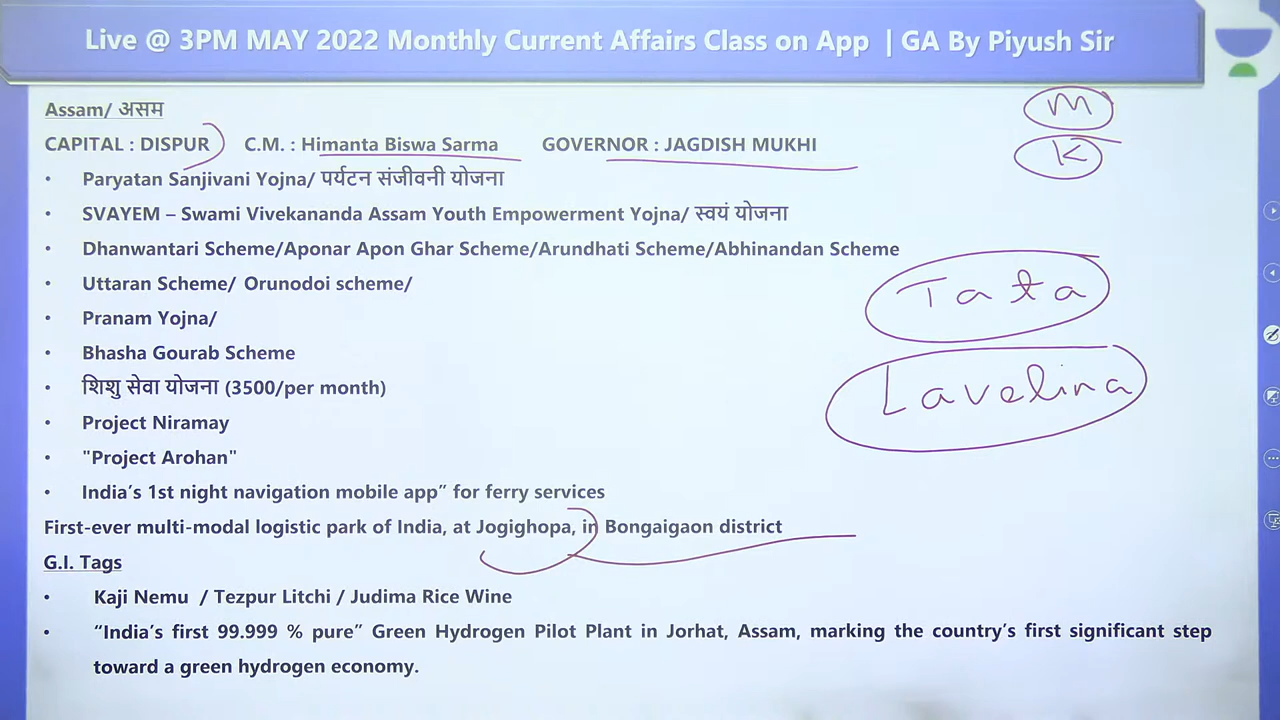 Live @ 3PM MAY 2022 Monthly Current Affairs Class on App | GA By Piyush Sir
Assam/ असम
CAPITAL : DISPUR C.M. : Himanta Biswa Sarma GOVERNOR : JAGDISH MUKHI
• Paryatan Sanjivani Yojna/ पर्यटन संजीवनी योजना
• SVAYEM – Swami Vivekananda Assam Youth Empowerment Yojna/ स्वयं योजना
• Dhanwantari Scheme/Aponar Apon Ghar Scheme/Arundhati Scheme/Abhinandan Scheme
• Uttaran Scheme/ Orunodoi scheme/
• Pranam Yojna/
• Bhasha Gourab Scheme
• शिशु सेवा योजना (3500/per month)
• Project Niramay
• "Project Arohan"
• India’s 1st night navigation mobile app” for ferry services
First-ever multi-modal logistic park of India, at Jogighopa, in Bongaigaon district
G.I. Tags
• Kaji Nemu / Tezpur Litchi / Judima Rice Wine
• “India’s first 99.999 % pure” Green Hydrogen Pilot Plant in Jorhat, Assam, marking the country’s first significant step
toward a green hydrogen economy.
M
K
Tata
Lavelina